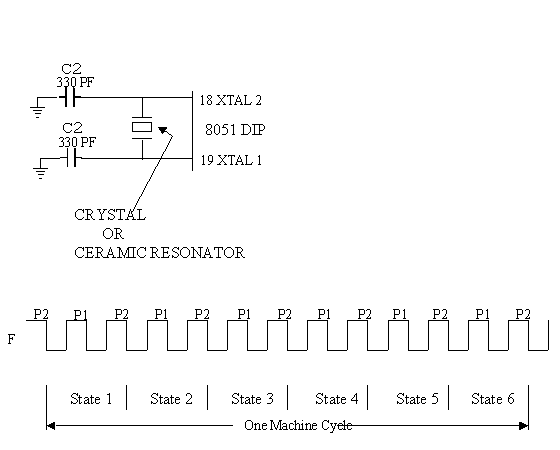 C2
330 PF
18 XTAL 2
C2
330 PF
8051 DIP
19 XTAL 1
CRYSTAL
OR
CERAMIC RESONATOR
P2 P1 P2 P1 P2 P1 P2 P1 P2 P1 P2 P1 P2
F
State 1 State 2 State 3 State 4 State 5 State 6
One Machine Cycle